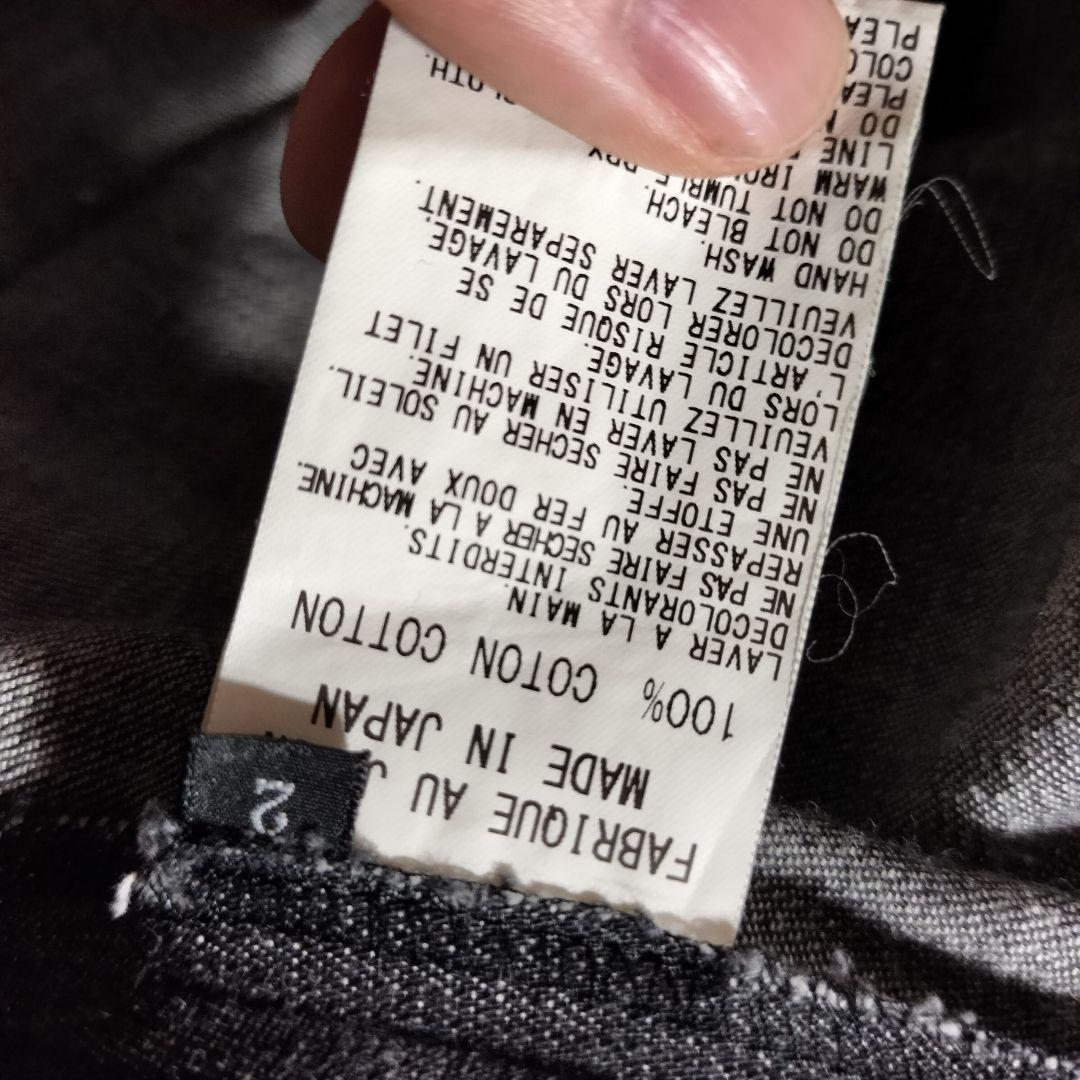 FABRIQUE AU
MADE IN JAPAN
100% COTON COTTON
LAVER A LA MAIN.
DECOLORANTS INTERDITS
NE PAS FAIRE SECHER A LA MACHINE.
REPASSER AU FER DOUX AVEC
UNE ETOFFE.
NE PAS FAIRE SECHER AU SOLEIL.
NE PAS LAVER EN MACHINE.
VEUILLEZ UTILISER UN FILET
LORS DU LAVAGE.
L'ARTICLE RISQUE DE SE
DECOLORER LORS DU LAVAGE.
VEUILLEZ LAVER SEPAREMENT.
HAND WASH
DO NOT BLEACH.
DO NOT TUMBLE DRY
WARM
LINE
DO
2